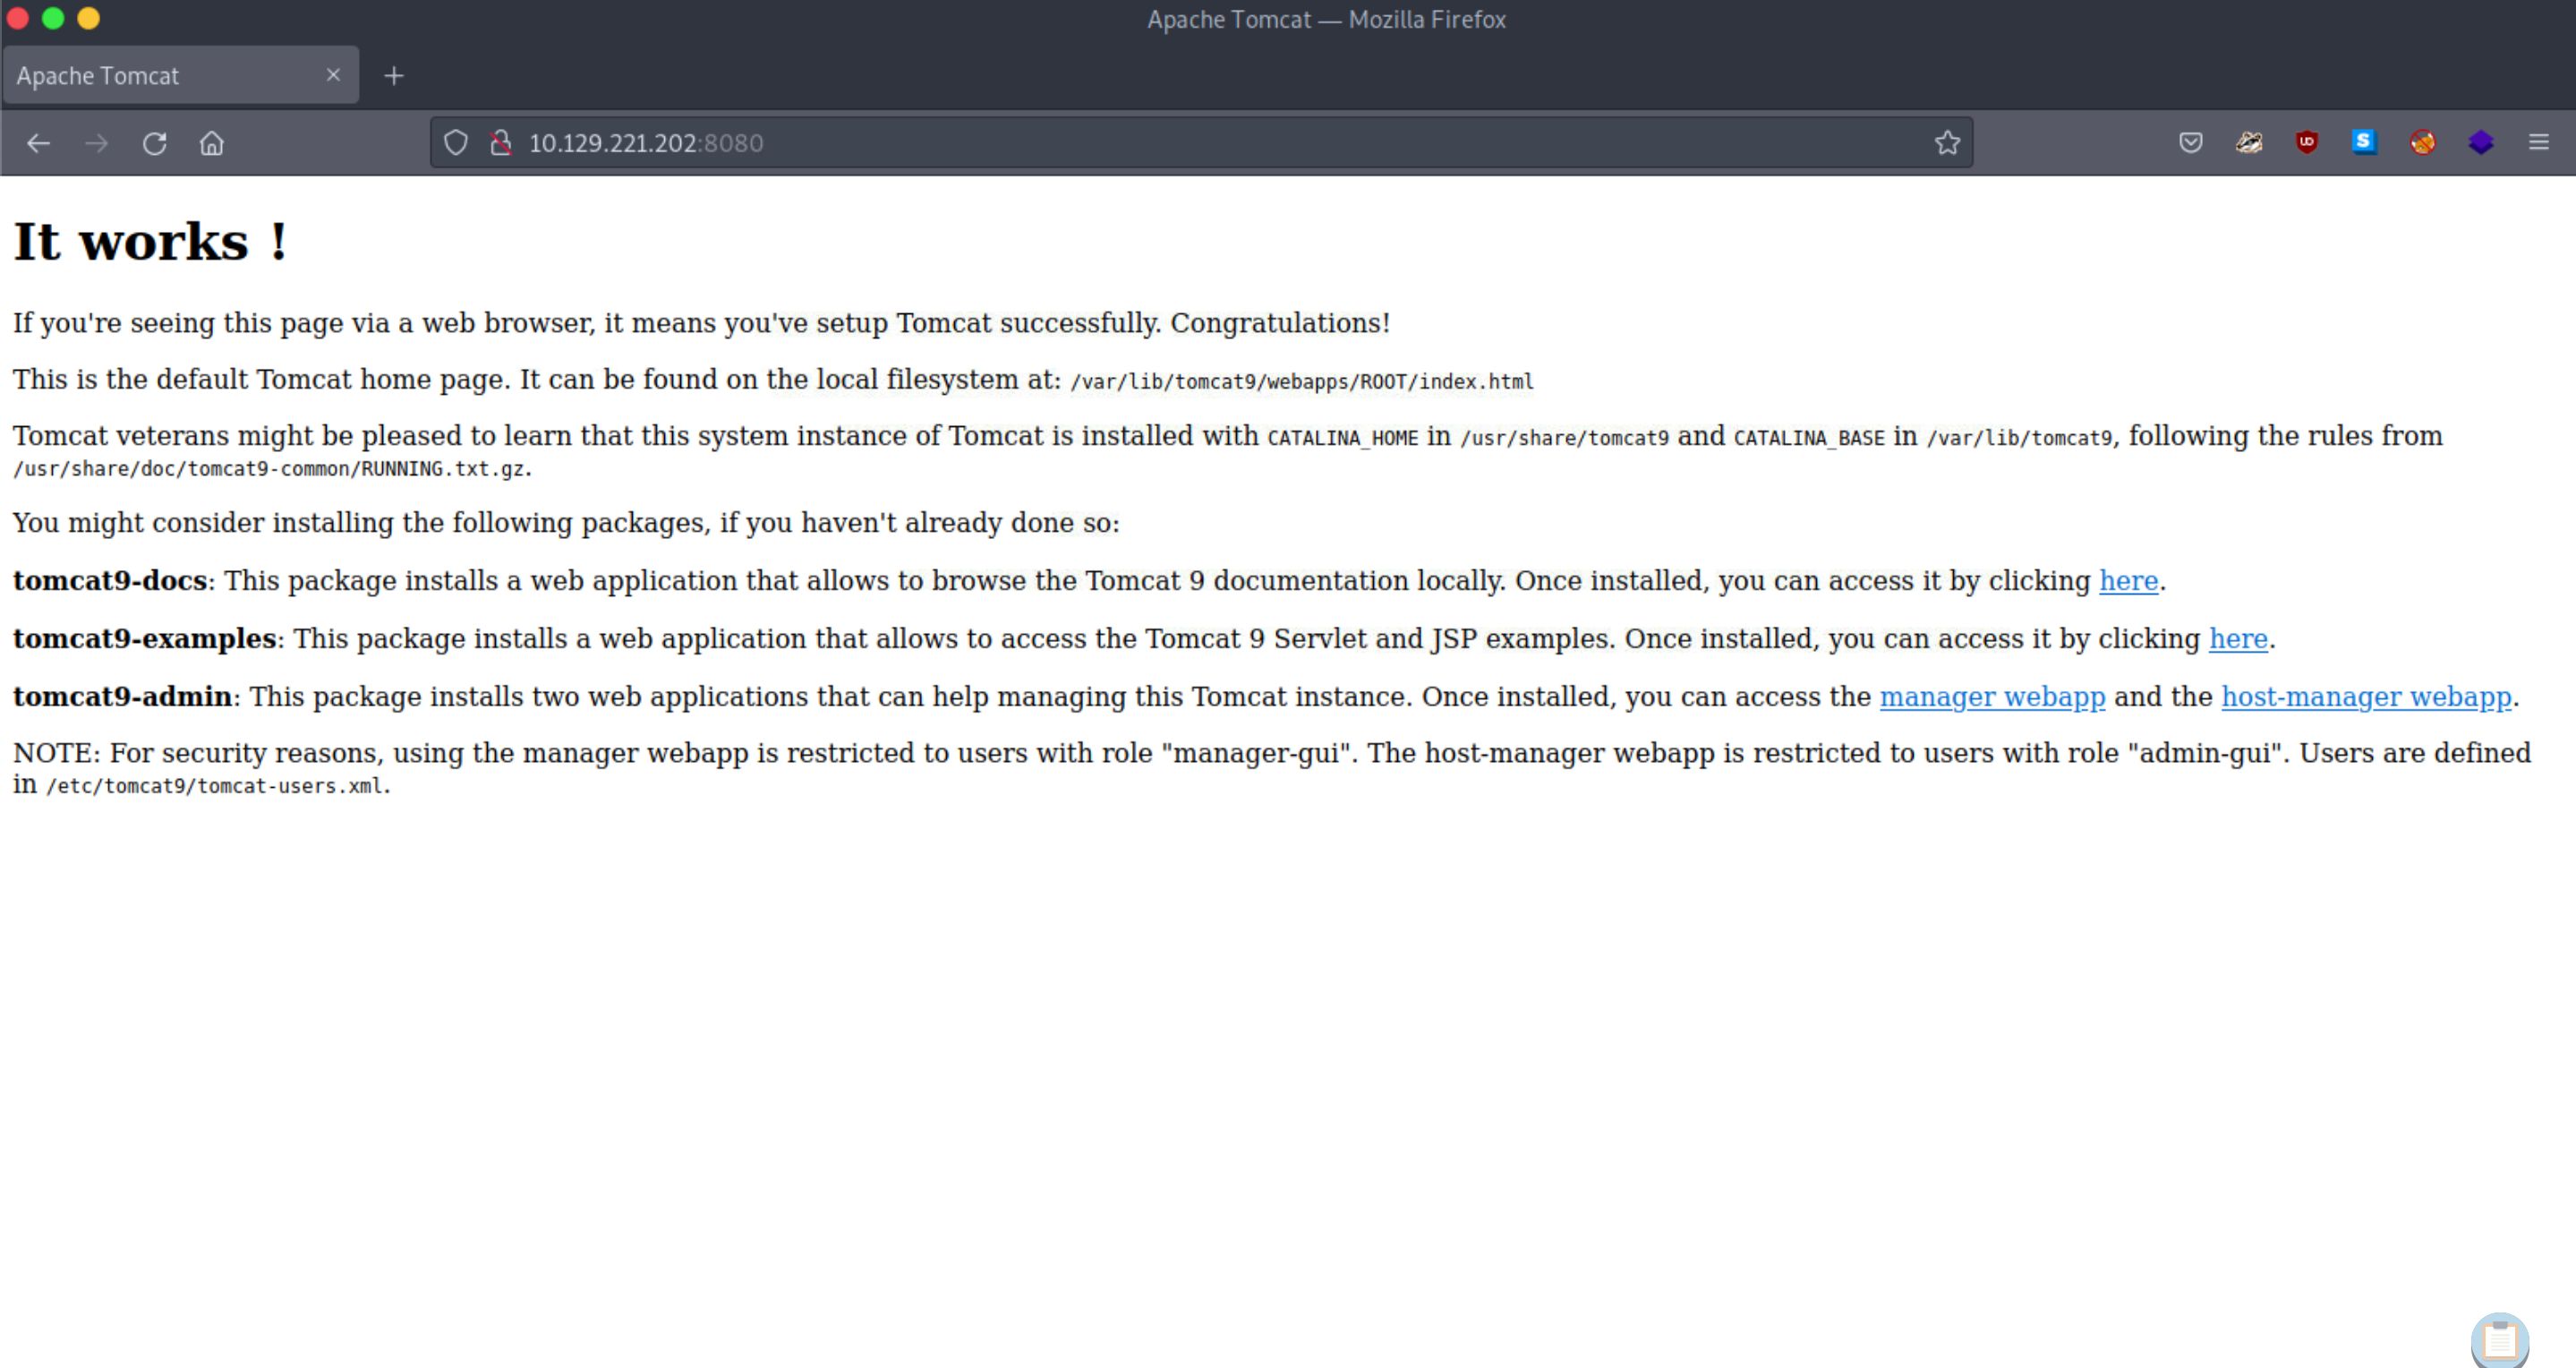 Apache Tomcat — Mozilla Firefox
Apache Tomcat
10.129.221.202:8080
It works !
If you're seeing this page via a web browser, it means you've setup Tomcat successfully. Congratulations!
This is the default Tomcat home page. It can be found on the local filesystem at: /var/lib/tomcat9/webapps/ROOT/index.html
Tomcat veterans might be pleased to learn that this system instance of Tomcat is installed with CATALINA_HOME in /usr/share/tomcat9 and CATALINA_BASE in /var/lib/tomcat9, following the rules from
/usr/share/doc/tomcat9-common/RUNNING.txt.gz.
You might consider installing the following packages, if you haven't already done so:
tomcat9-docs: This package installs a web application that allows to browse the Tomcat 9 documentation locally. Once installed, you can access it by clicking here.
tomcat9-examples: This package installs a web application that allows to access the Tomcat 9 Servlet and JSP examples. Once installed, you can access it by clicking here.
tomcat9-admin: This package installs two web applications that can help managing this Tomcat instance. Once installed, you can access the manager webapp and the host-manager webapp.
NOTE: For security reasons, using the manager webapp is restricted to users with role "manager-gui". The host-manager webapp is restricted to users with role "admin-gui". Users are defined
in /etc/tomcat9/tomcat-users.xml.